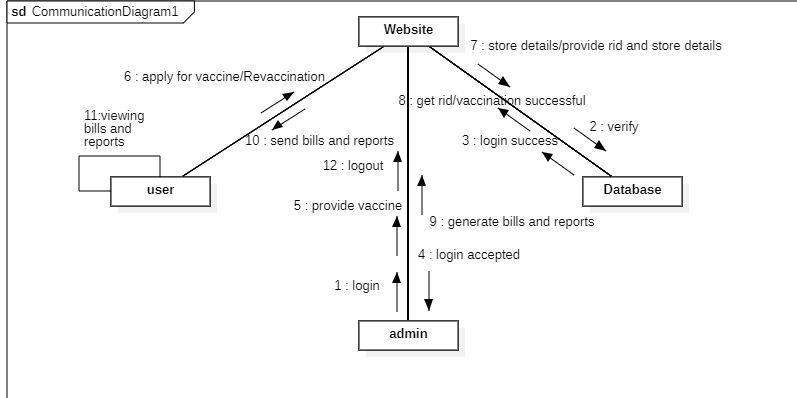 sd CommunicationDiagram1
Website
7 : store details/provide rid and store details
6 : apply for vaccine/Revaccination
8 : get rid/vaccination successful
11:viewing
bills and
reports
2 : verify
10 : send bills and reports
3 : login success
12 : logout
user
Database
5 : provide vaccine
9 : generate bills and reports
4 : login accepted
1 : login
admin